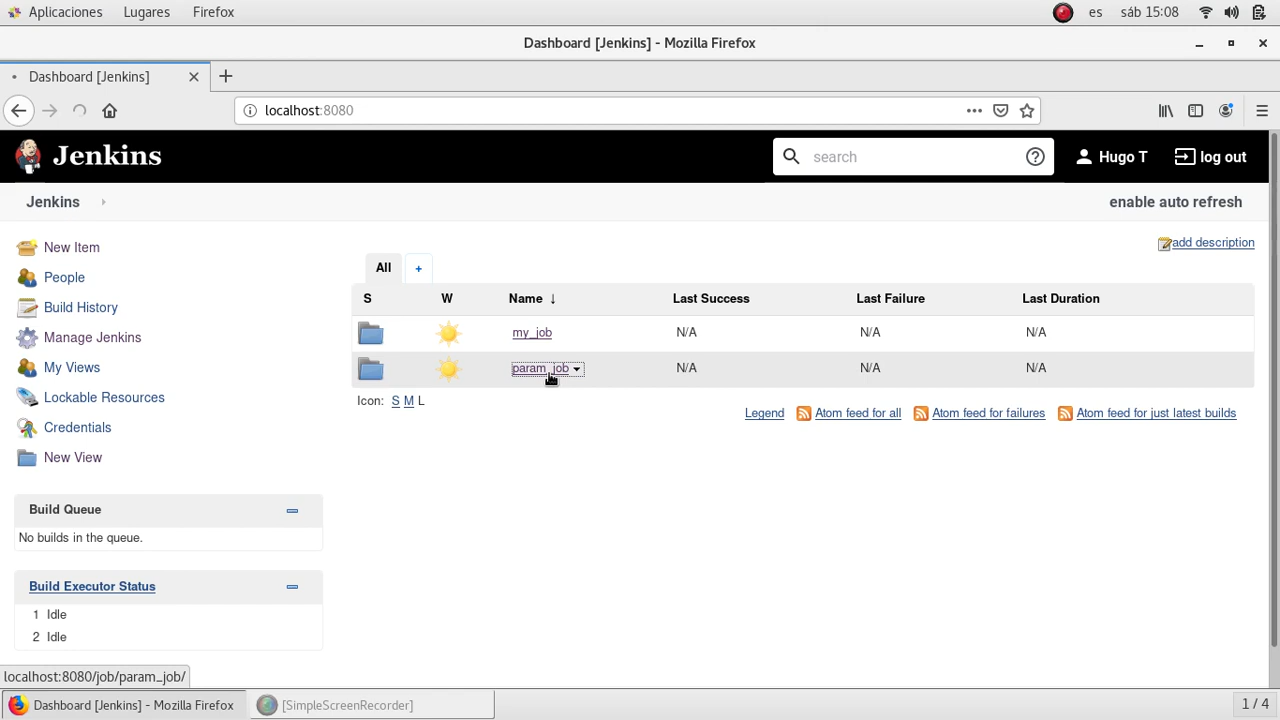 Aplicaciones Lugares Firefox es sáb 15:08
Dashboard [Jenkins] - Mozilla Firefox
Dashboard [Jenkins]
localhost:8080
Jenkins search Hugo T log out
Jenkins enable auto refresh
New Item
People
Build History
Manage Jenkins
My Views
Lockable Resources
Credentials
New View
Build Queue
No builds in the queue.
Build Executor Status
1 Idle
2 Idle
add description
All +
S W Name ↓ Last Success Last Failure Last Duration
my_job N/A N/A N/A
param_job N/A N/A N/A
Icon: S M L
Legend Atom feed for all Atom feed for failures Atom feed for just latest builds
localhost:8080/job/param_job/
Dashboard [Jenkins] - Mozilla Firefox [SimpleScreenRecorder] 1 / 4